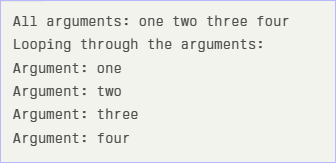 All arguments: one two three four
Looping through the arguments:
Argument: one
Argument: two
Argument: three
Argument: four